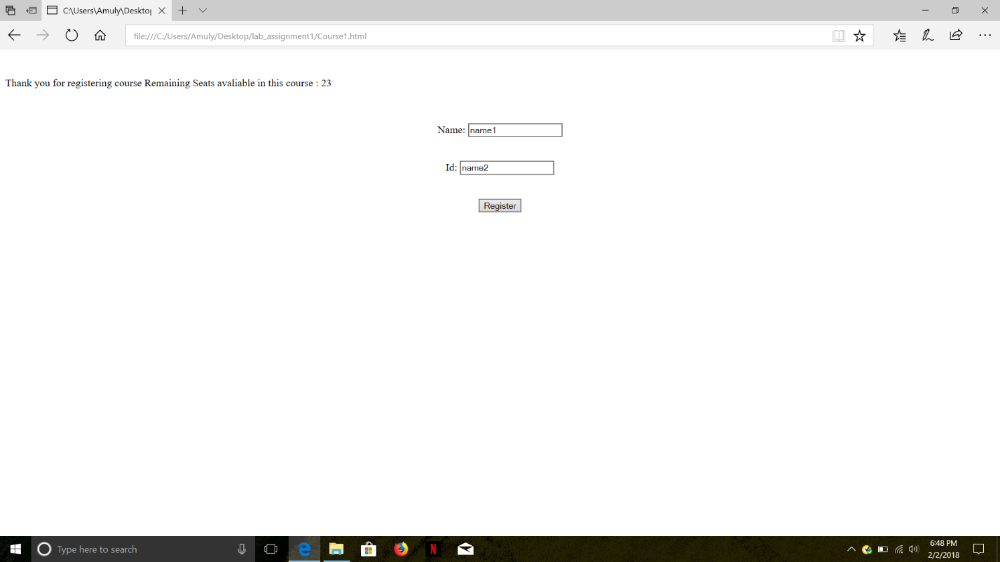 C:\Users\Amuly\Desktop
file:///C:/Users/Amuly/Desktop/lab_assignment1/Course1.html
Thank you for registering course Remaining Seats avaliable in this course : 23
Name: name1
Id: name2
Register
Type here to search
N
6:48 PM
2/2/2018